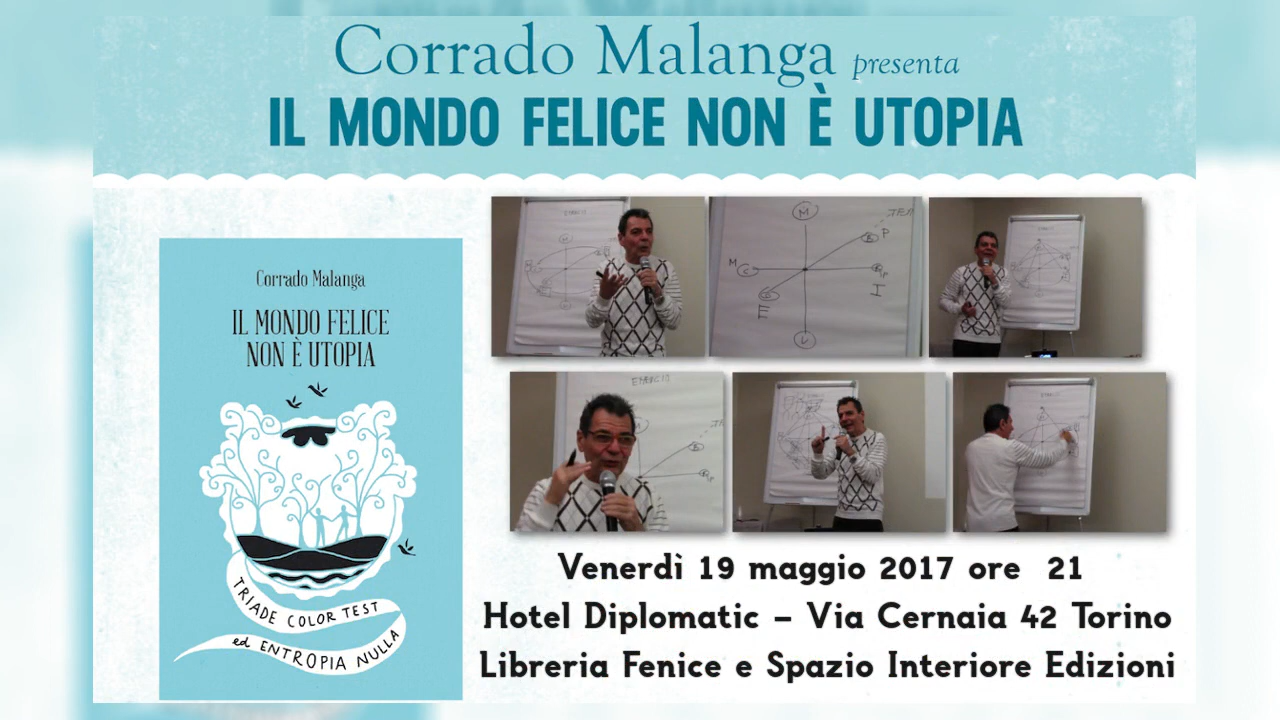 Corrado Malanga presenta
IL MONDO FELICE NON È UTOPIA
Corrado Malanga
IL MONDO FELICE
NON È UTOPIA
TRIADE COLOR TEST
ed ENTROPIA NULLA
M
P
M C
I
E
V
Venerdì 19 maggio 2017 ore 21
Hotel Diplomatic – Via Cernaia 42 Torino
Libreria Fenice e Spazio Interiore Edizioni